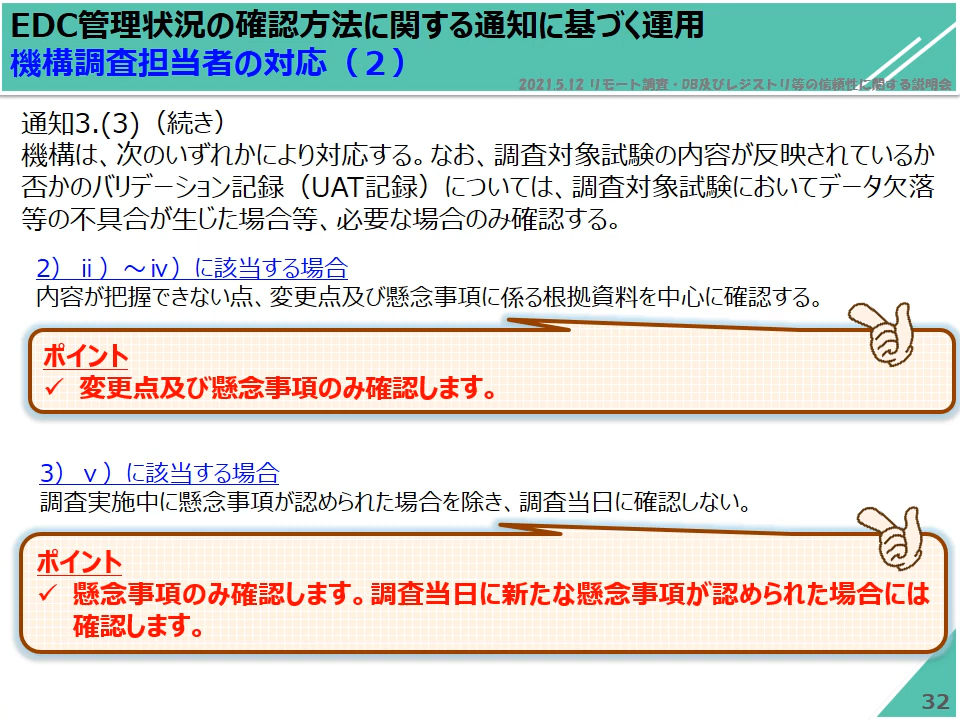 EDC管理状況の確認方法に関する通知に基づく運用
機構調査担当者の対応（２）
2021.5.12 リモート調査・DB及びレジストリ等の信頼性に関する説明会
通知3.(3)（続き）
機構は、次のいずれかにより対応する。なお、調査対象試験の内容が反映されているか
否かのバリデーション記録（UAT記録）については、調査対象試験においてデータ欠落
等の不具合が生じた場合等、必要な場合のみ確認する。
2） ⅱ）～ⅳ）に該当する場合
内容が把握できない点、変更点及び懸念事項に係る根拠資料を中心に確認する。
ポイント
✓ 変更点及び懸念事項のみ確認します。
3） ⅴ）に該当する場合
調査実施中に懸念事項が認められた場合を除き、調査当日に確認しない。
ポイント
✓ 懸念事項のみ確認します。調査当日に新たな懸念事項が認められた場合には
確認します。
32